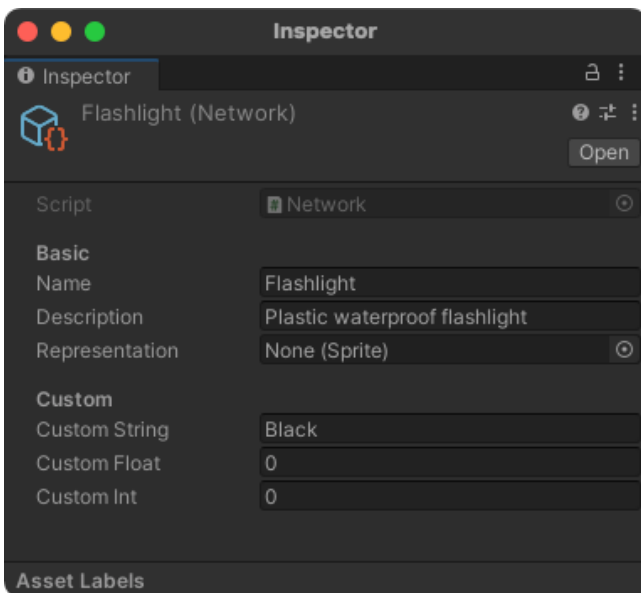 Inspector
Inspector
Flashlight (Network)
Open
Script Network
Basic
Name Flashlight
Description Plastic waterproof flashlight
Representation None (Sprite)
Custom
Custom String Black
Custom Float 0
Custom Int 0
Asset Labels